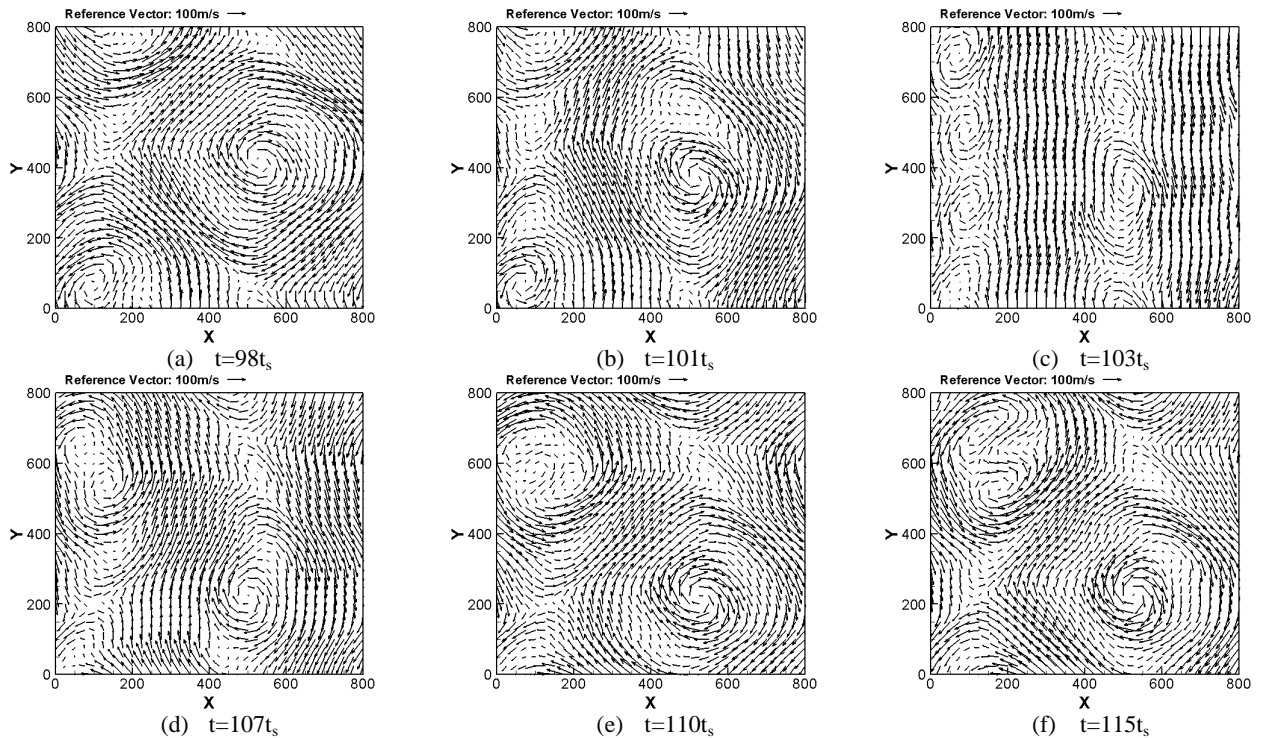 Reference Vector: 100m/s
Reference Vector: 100m/s
Reference Vector: 100m/s
800
600
400
200
0
Y
0 200 400 600 800
X
800
600
400
200
0
Y
0 200 400 600 800
X
800
600
400
200
0
Y
0 200 400 600 800
X
(a) t=98ts
(b) t=101ts
(c) t=103ts
Reference Vector: 100m/s
Reference Vector: 100m/s
Reference Vector: 100m/s
800
600
400
200
0
Y
0 200 400 600 800
X
800
600
400
200
0
Y
0 200 400 600 800
X
800
600
400
200
0
Y
0 200 400 600 800
X
(d) t=107ts
(e) t=110ts
(f) t=115ts